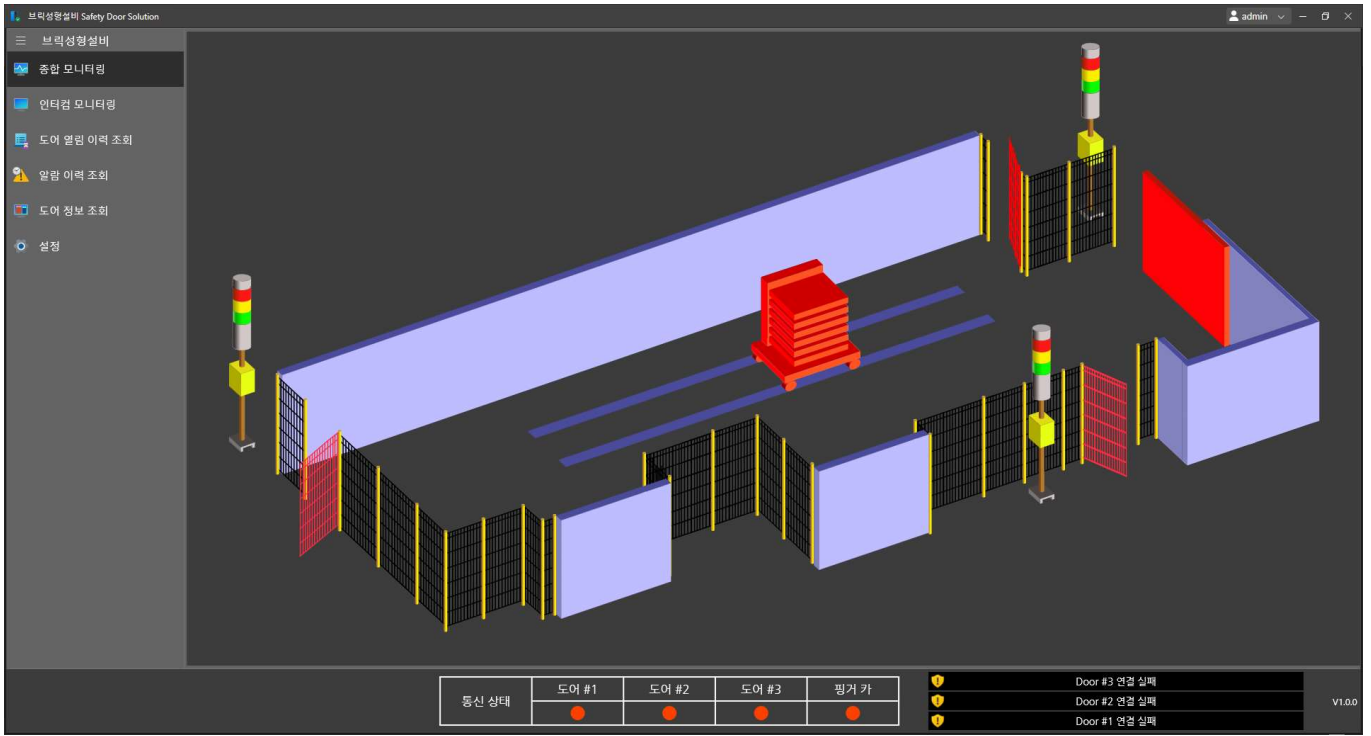 브릭성형설비 Safety Door Solution
admin
브릭성형설비
종합 모니터링
인터컴 모니터링
도어 열림 이력 조회
알람 이력 조회
도어 정보 조회
설정
통신 상태
도어 #1
도어 #2
도어 #3
핑거 카
Door #3 연결 실패
Door #2 연결 실패
Door #1 연결 실패
V1.0.0